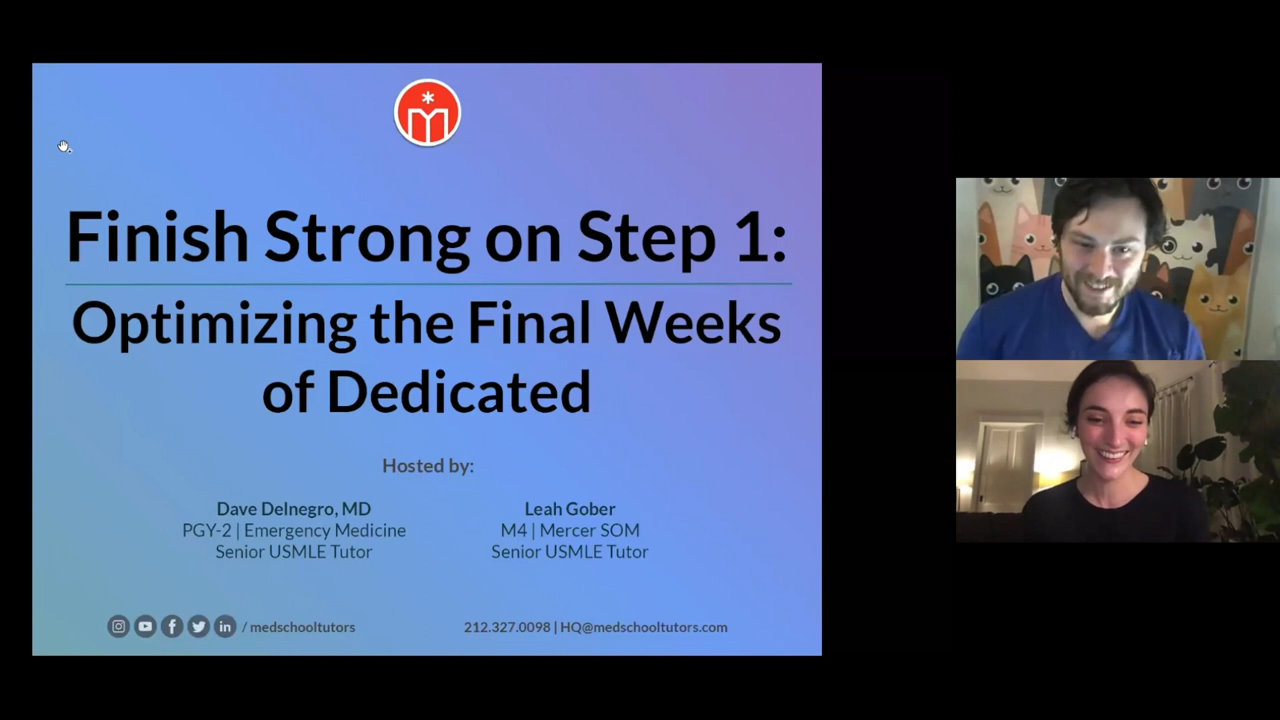 Finish Strong on Step 1:
Optimizing the Final Weeks
of Dedicated
Hosted by:
Dave Delnegro, MD
PGY-2 | Emergency Medicine
Senior USMLE Tutor
Leah Gober
M4 | Mercer SOM
Senior USMLE Tutor
/ medschooltutors
212.327.0098 | HQ@medschooltutors.com